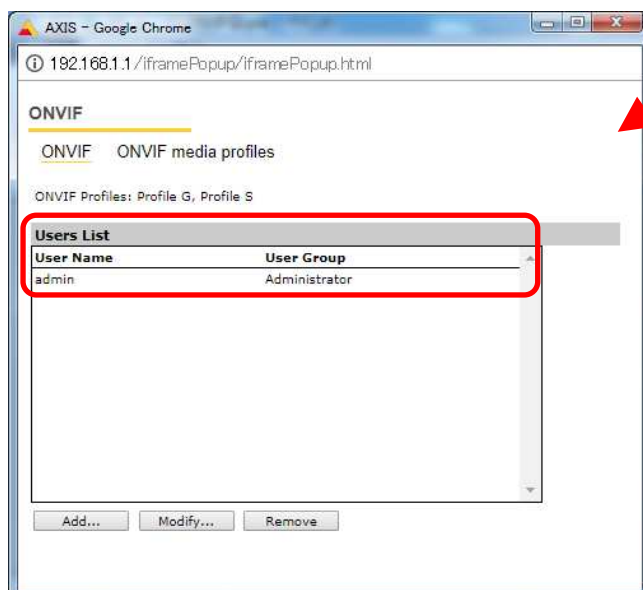 AXIS - Google Chrome
192.168.1.1/iframePopup/iframePopup.html
ONVIF
ONVIF ONVIF media profiles
ONVIF Profiles: Profile G, Profile S
Users List
User Name User Group
admin Administrator
Add... Modify... Remove